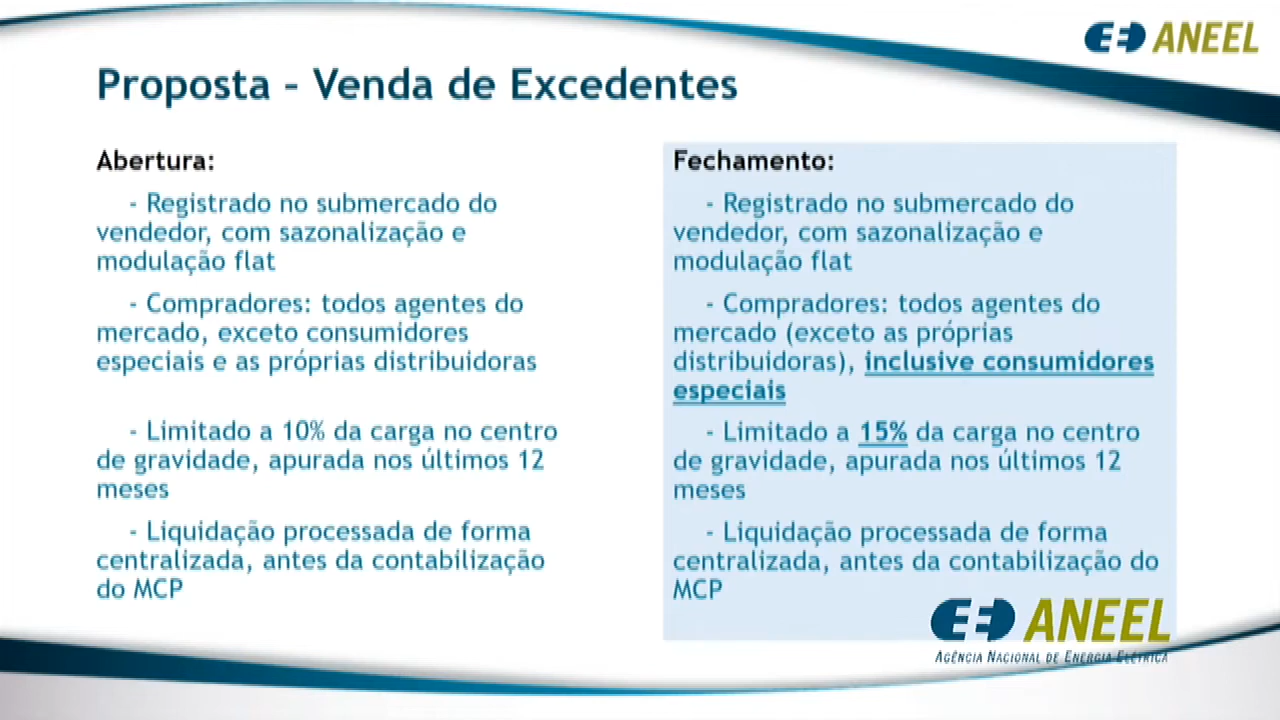 ANEEL
Proposta – Venda de Excedentes
Abertura:
- Registrado no submercado do
vendedor, com sazonalização e
modulação flat
- Compradores: todos agentes do
mercado, exceto consumidores
especiais e as próprias distribuidoras
- Limitado a 10% da carga no centro
de gravidade, apurada nos últimos 12
meses
- Liquidação processada de forma
centralizada, antes da contabilização
do MCP
Fechamento:
- Registrado no submercado do
vendedor, com sazonalização e
modulação flat
- Compradores: todos agentes do
mercado (exceto as próprias
distribuidoras), inclusive consumidores
especiais
- Limitado a 15% da carga no centro
de gravidade, apurada nos últimos 12
meses
- Liquidação processada de forma
centralizada, antes da contabilização do
MCP
ANEEL
AGÊNCIA NACIONAL DE ENERGIA ELÉTRICA